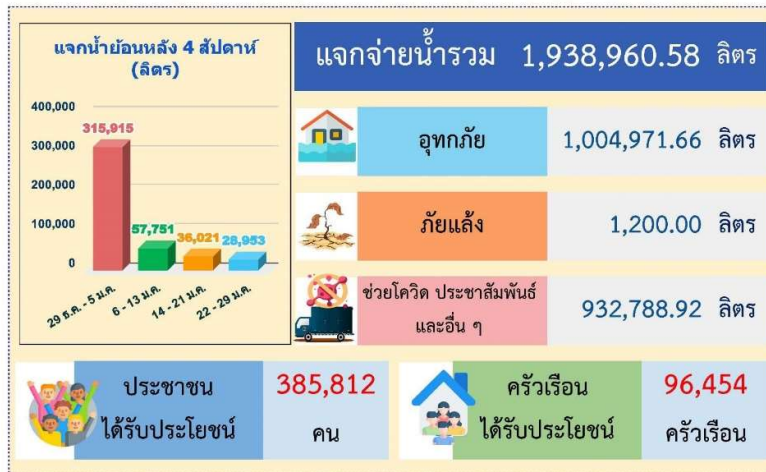 แจกน้ำย้อนหลัง 4 สัปดาห์
(ลิตร)
400,000
300,000
200,000
100,000
0
315,915
57,751
36,021
28,953
29 ธ.ค. - 5 ม.ค.
6 - 13 ม.ค.
14 - 21 ม.ค.
22 - 29 ม.ค.
แจกจ่ายน้ำรวม 1,938,960.58 ลิตร
อุทกภัย 1,004,971.66 ลิตร
ภัยแล้ง 1,200.00 ลิตร
ช่วยโควิด ประชาสัมพันธ์
และอื่น ๆ
932,788.92 ลิตร
ประชาชน
ได้รับประโยชน์
385,812
คน
ครัวเรือน
ได้รับประโยชน์
96,454
ครัวเรือน